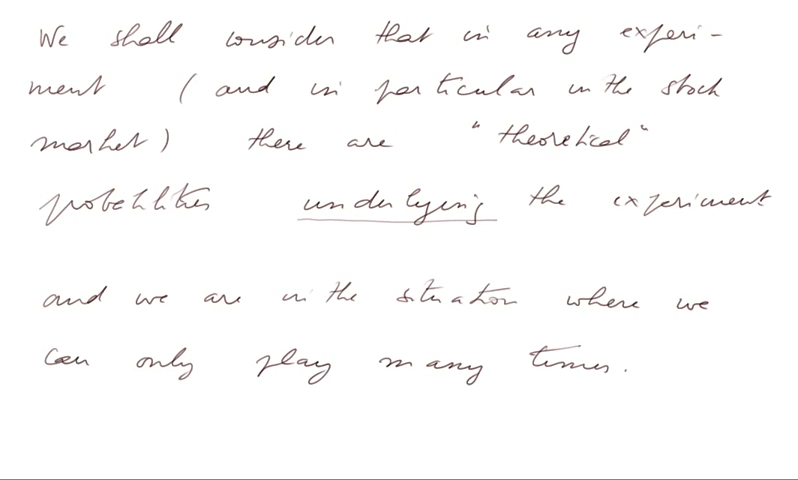 We shall consider that in any experi-
ment (and in particular in the stock
market) there are "theoretical"
probabilities underlying the experiment
and we are in the situation where we
can only play many times.